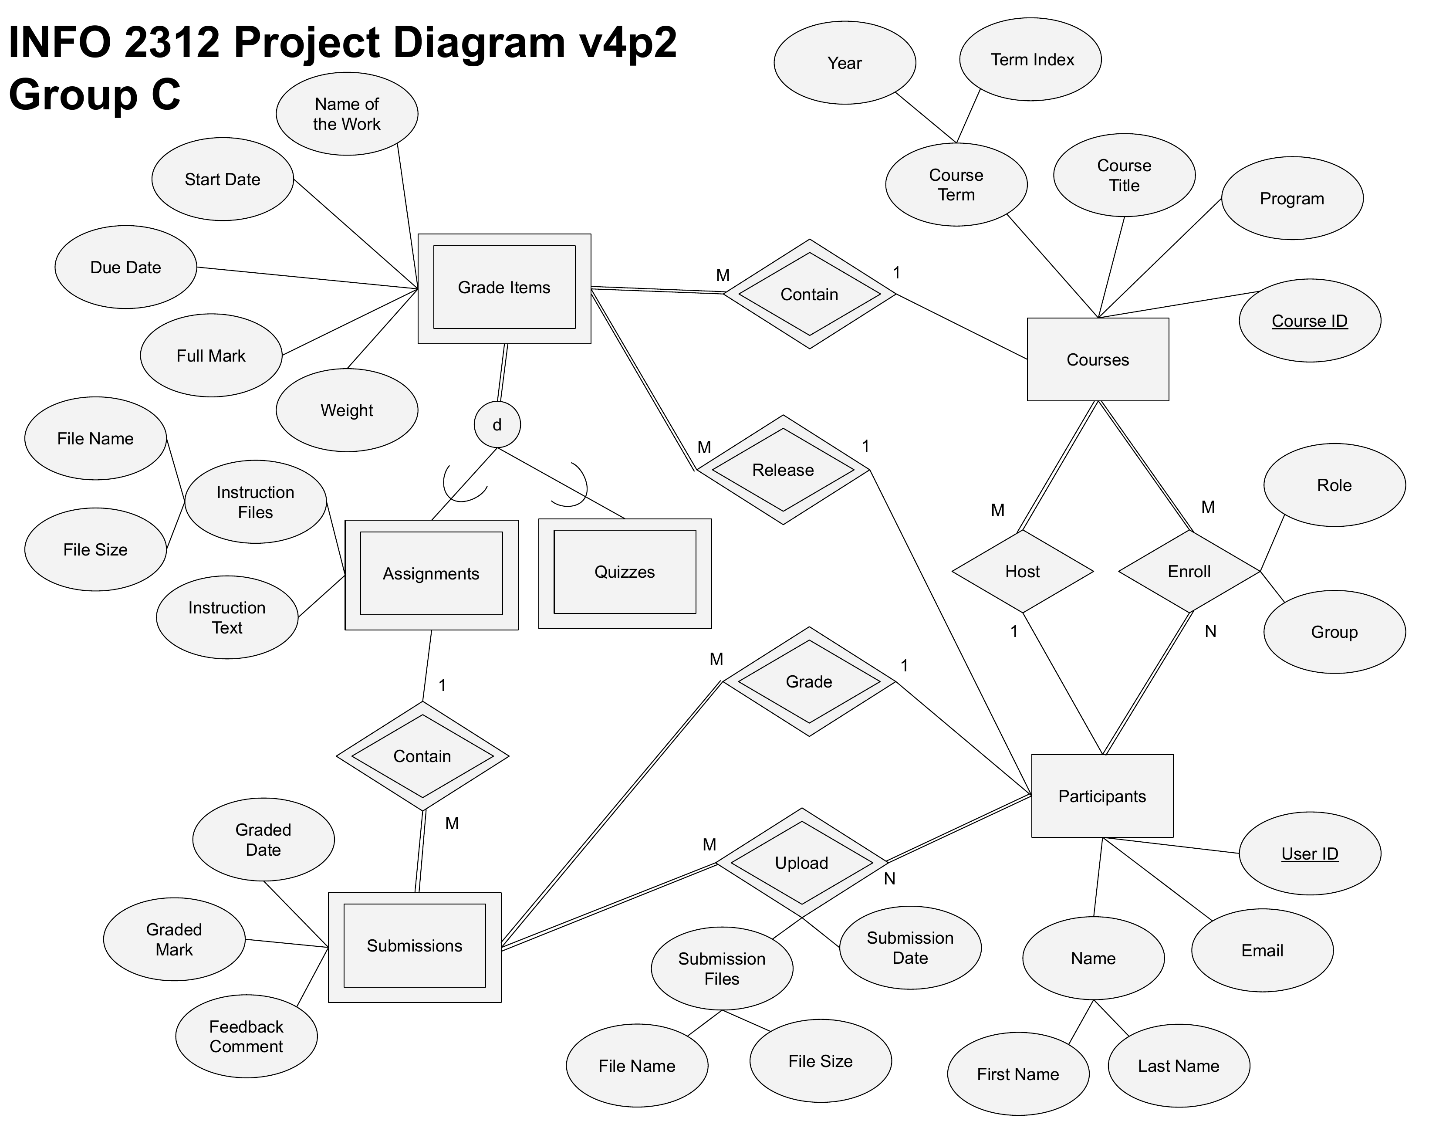 INFO 2312 Project Diagram v4p2
Group C
Year
Term Index
Name of
the Work
Course
Term
Course
Title
Program
Start Date
Due Date
Grade Items
M
Contain
1
Course ID
Full Mark
Weight
Courses
File Name
d
M
Release
1
Instruction
Files
File Size
Role
M
M
Assignments
Quizzes
Host
Enroll
Instruction
Text
1
N
Group
M
Grade
1
1
Contain
M
Participants
Graded
Date
M
Upload
N
User ID
Graded
Mark
Submissions
Submission
Files
Submission
Date
Name
Email
Feedback
Comment
File Name
File Size
First Name
Last Name